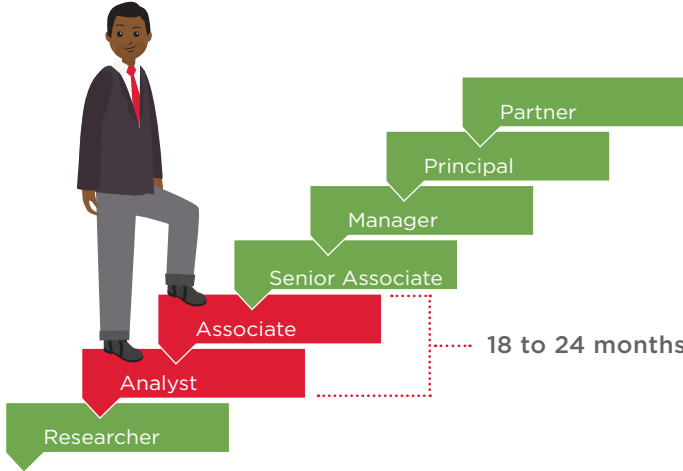 Partner
Principal
Manager
Senior Associate
Associate
18 to 24 months
Analyst
Researcher